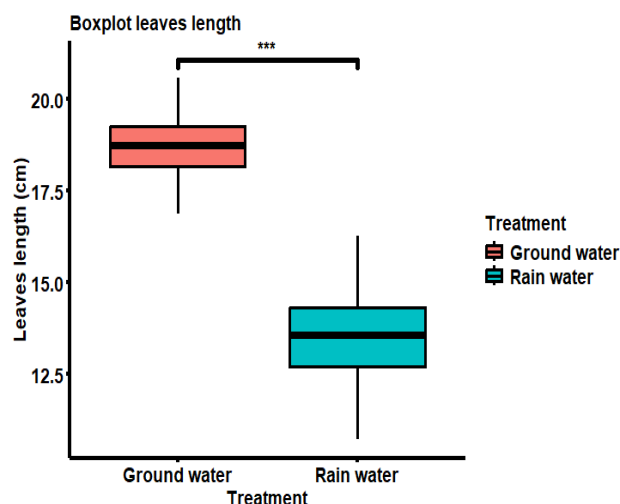 Boxplot leaves length
***
20.0
17.5
15.0
12.5
Leaves length (cm)
Ground water
Rain water
Treatment
Treatment
Ground water
Rain water